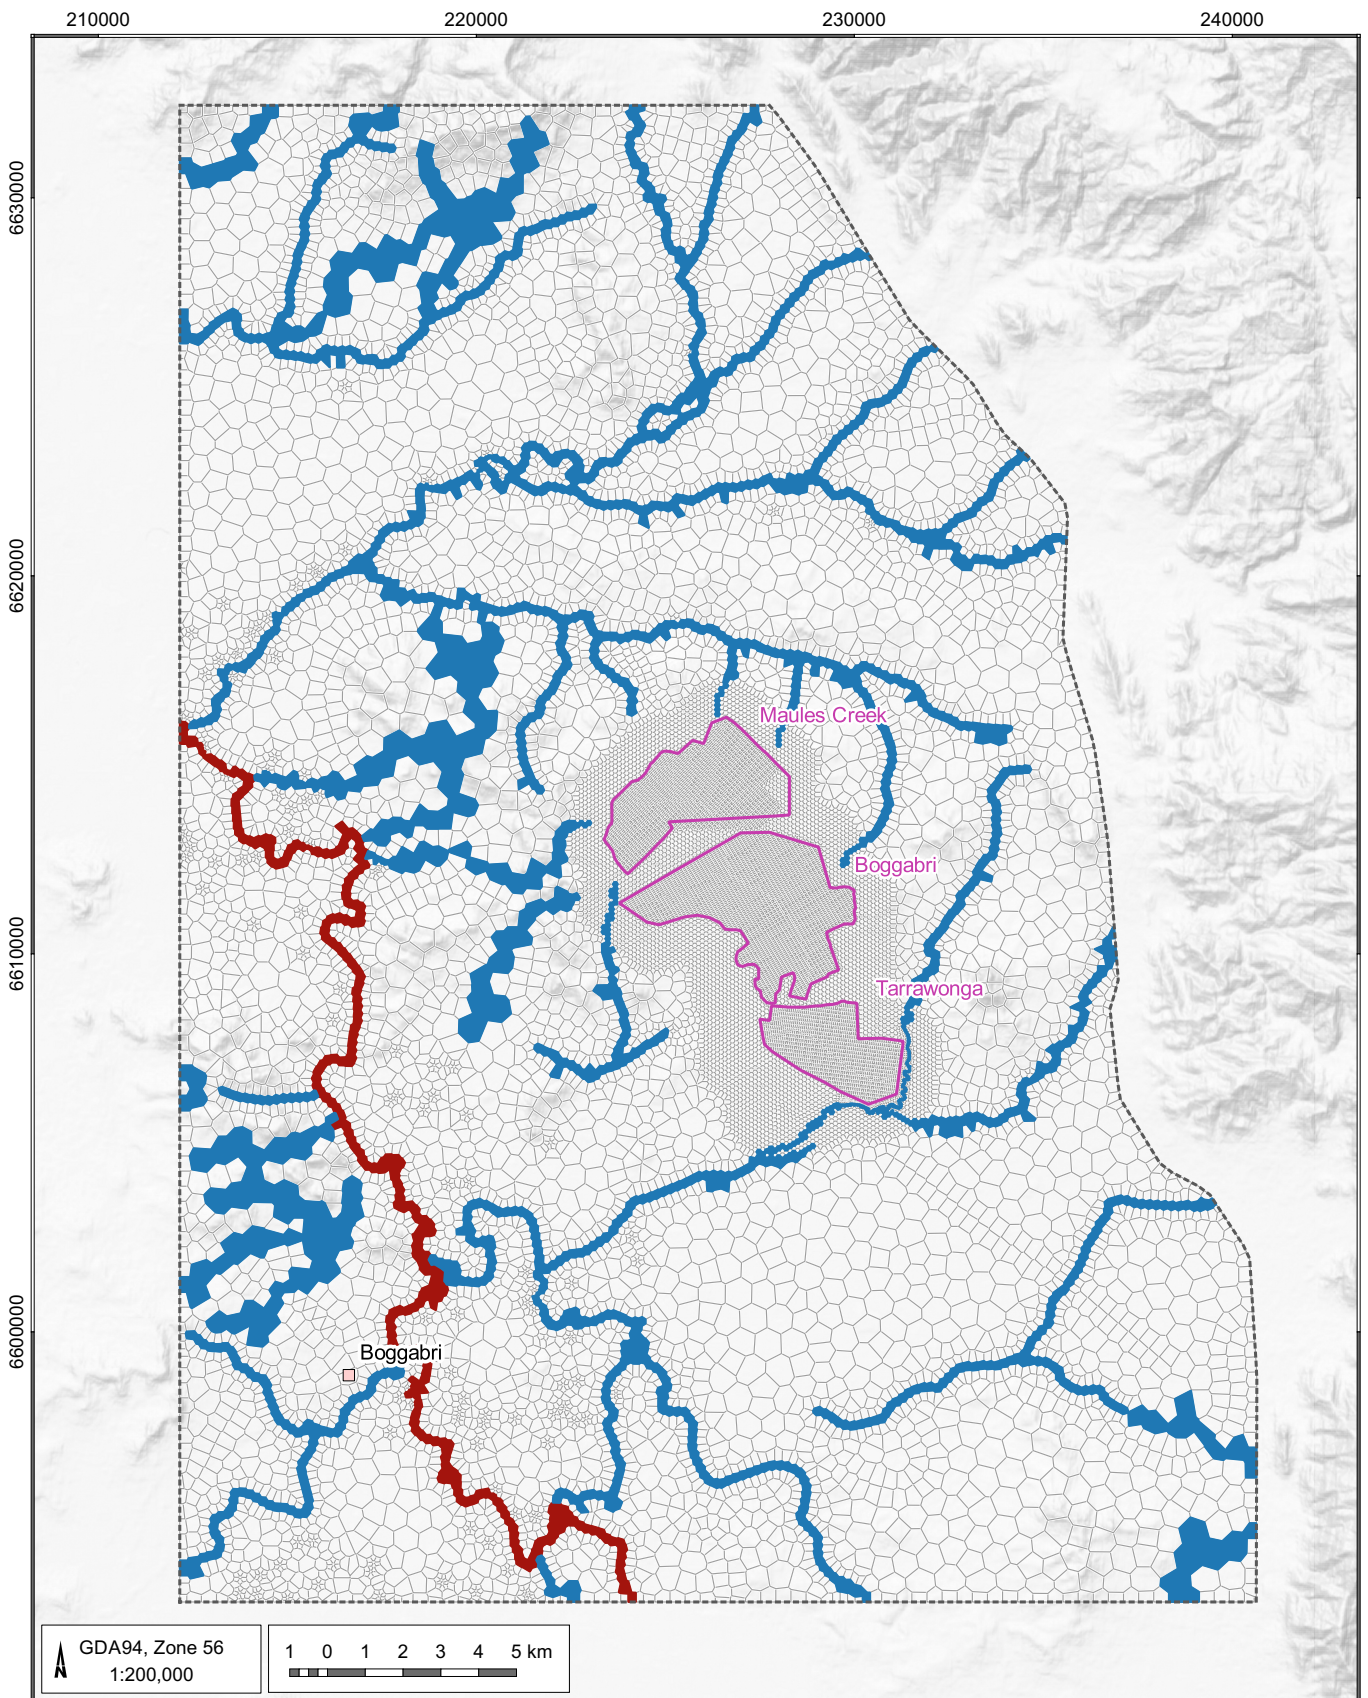 210000 220000 230000 240000
6630000
6620000
Maules Creek
Boggabri
6610000
Tarrawonga
6600000
Boggabri
GDA94, Zone 56
1:200,000
N
1 0 1 2 3 4 5 km